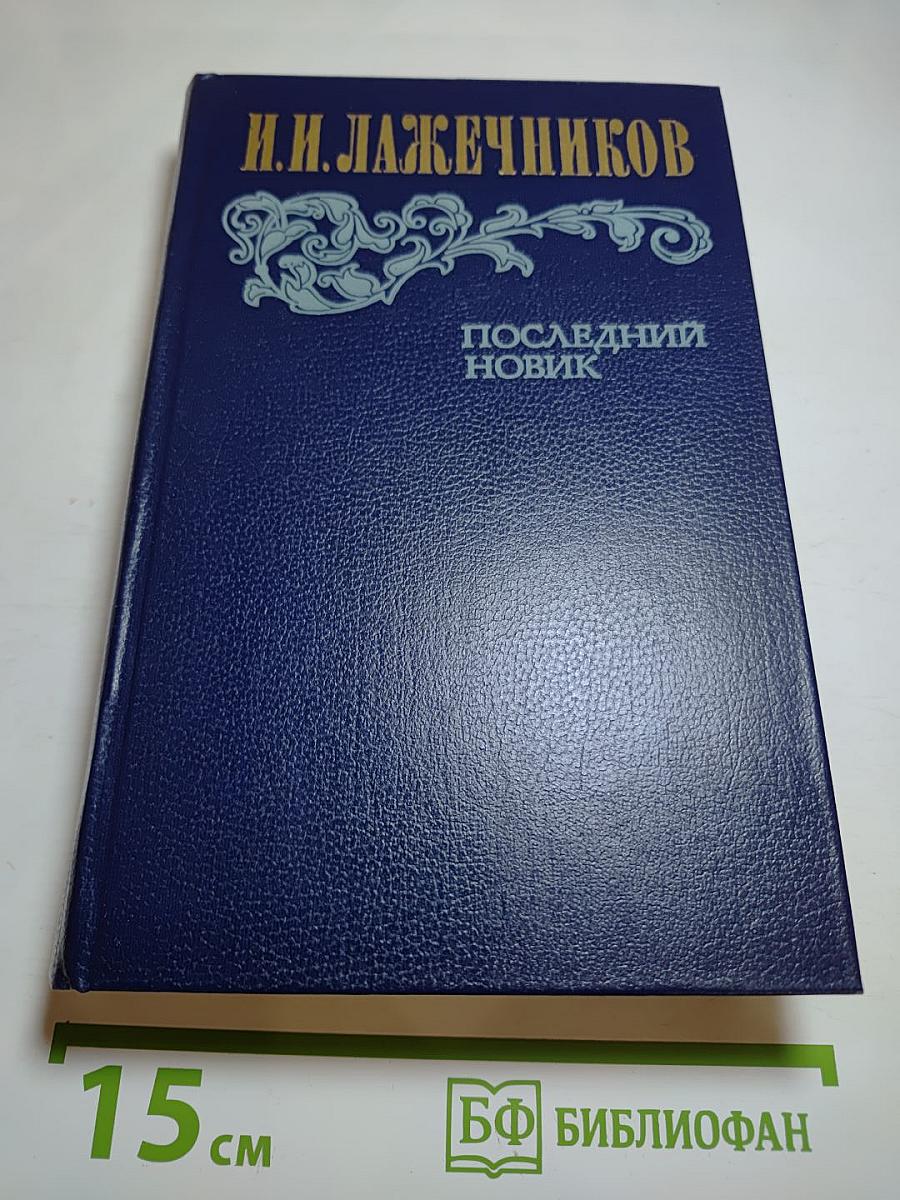 И.И.ЛАЖЕЧНИКОВ
ПОСЛЕДНИЙ
НОВИК
15 см
БФ БИБЛИОФАН